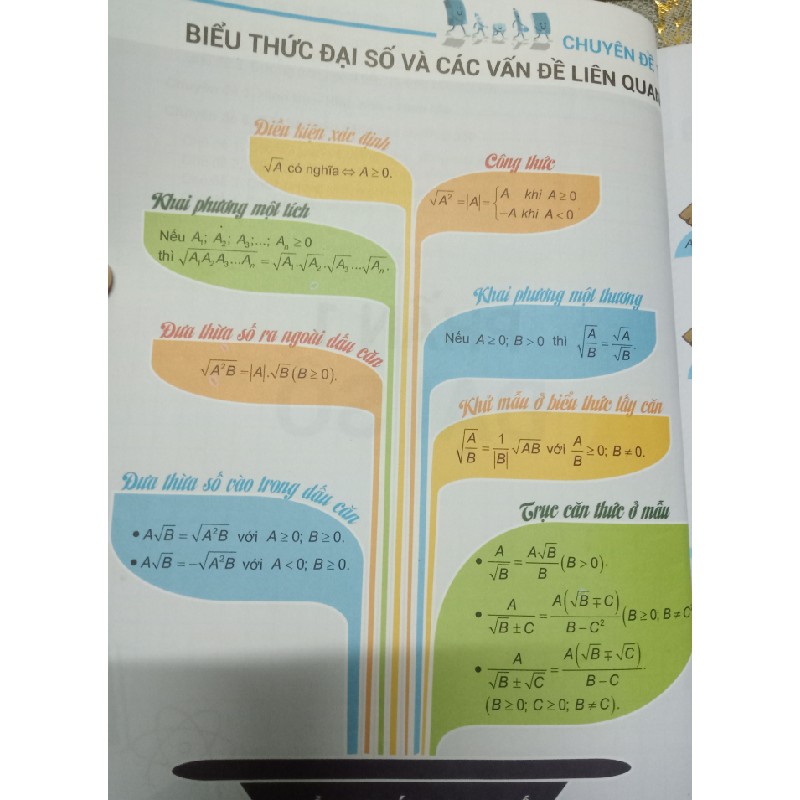 CHUYÊN ĐỀ
BIỂU THỨC ĐẠI SỐ VÀ CÁC VẤN ĐỀ LIÊN QUAN
Điều kiện xác định
√A có nghĩa ⇔ A ≥ 0.
Công thức
√A² = |A| = { A khi A ≥ 0
−A khi A < 0
Khai phương một tích
Nếu A₁; A₂; A₃;...; Aₙ ≥ 0
thì √A₁A₂A₃...Aₙ = √A₁.√A₂.√A₃...√Aₙ.
Khai phương một thương
Nếu A ≥ 0; B > 0 thì √(A/B) = √A/√B.
Đưa thừa số ra ngoài dấu căn
√A²B = |A|.√B (B ≥ 0).
Khử mẫu ở biểu thức lấy căn
√(A/B) = 1/|B| √AB với A/B ≥ 0; B ≠ 0.
Đưa thừa số vào trong dấu căn
• A√B = √A²B với A ≥ 0; B ≥ 0.
• A√B = −√A²B với A < 0; B ≥ 0.
Trục căn thức ở mẫu
• A/√B = A√B/B (B > 0).
• A/(√B ± C) = A(√B ∓ C)/(B − C²) (B ≥ 0, B ≠ C²
• A/(√B ± √C) = A(√B ∓ √C)/(B − C).
(B ≥ 0; C ≥ 0; B ≠ C).